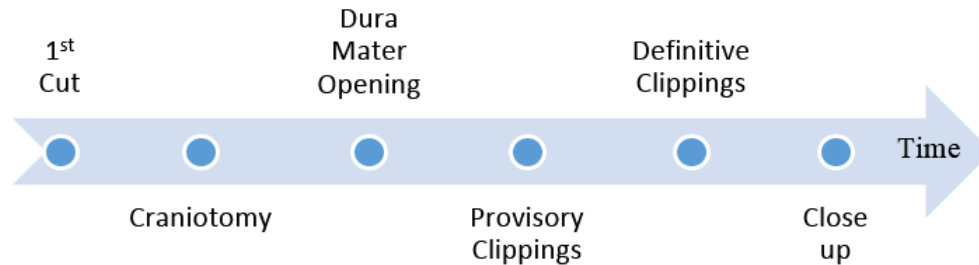 1st
Cut
Craniotomy
Dura
Mater
Opening
Provisory
Clippings
Definitive
Clippings
Close
up
Time